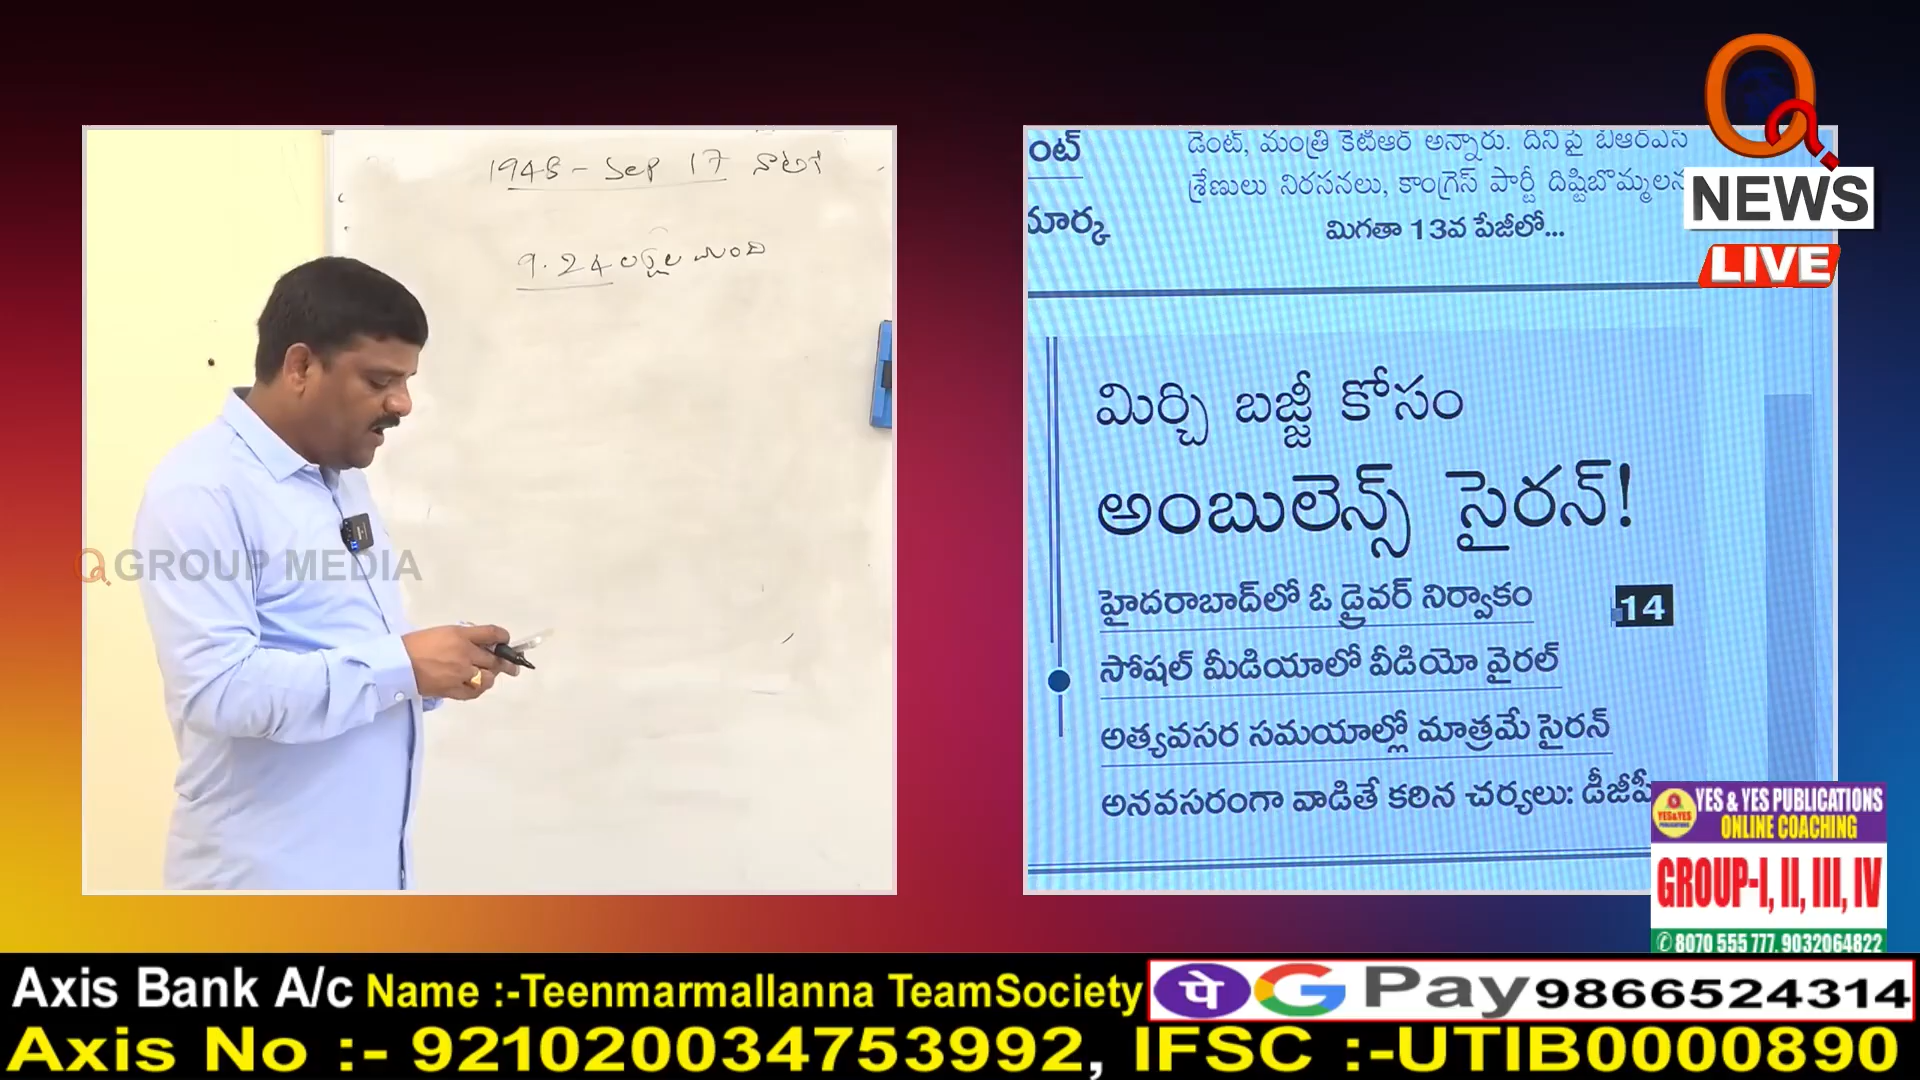 1948 - Sep 17 నాటికి
9.24 లక్షల మంది
Q GROUP MEDIA
ంట్
మార్క
డెంట్, మంత్రి కెటిఆర్ అన్నారు. దీనిపై బిఆర్ఎస్
శ్రేణులు నిరసనలు, కాంగ్రెస్ పార్టీ దిష్టిబొమ్మలను
మిగతా 13వ పేజీలో...
మిర్చి బజ్జీ కోసం
అంబులెన్స్ సైరన్!
హైదరాబాద్‌లో ఓ డ్రైవర్ నిర్వాకం
14
సోషల్ మీడియాలో వీడియో వైరల్
అత్యవసర సమయాల్లో మాత్రమే సైరన్
అనవసరంగా వాడితే కఠిన చర్యలు: డీజీపీ
Q
NEWS
LIVE
YES & YES PUBLICATIONS
ONLINE COACHING
GROUP-I, II, III, IV
8070 555 777, 9032064822
Axis Bank A/c Name :-Teenmarmallanna TeamSociety
पे G Pay 9866524314
Axis No :- 921020034753992, IFSC :-UTIB0000890